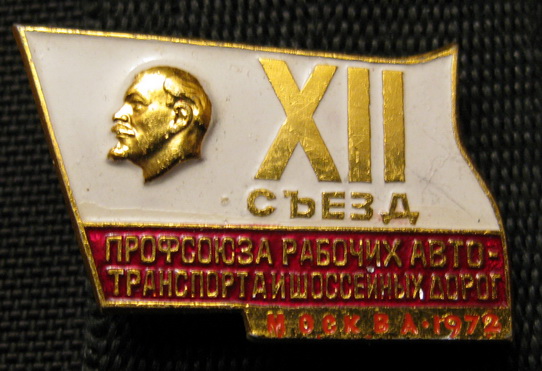 XII
СЪЕЗД
ПРОФСОЮЗА РАБОЧИХ АВТО-
ТРАНСПОРТА И ШОССЕЙНЫХ ДОРОГ
МОСКВА·1972